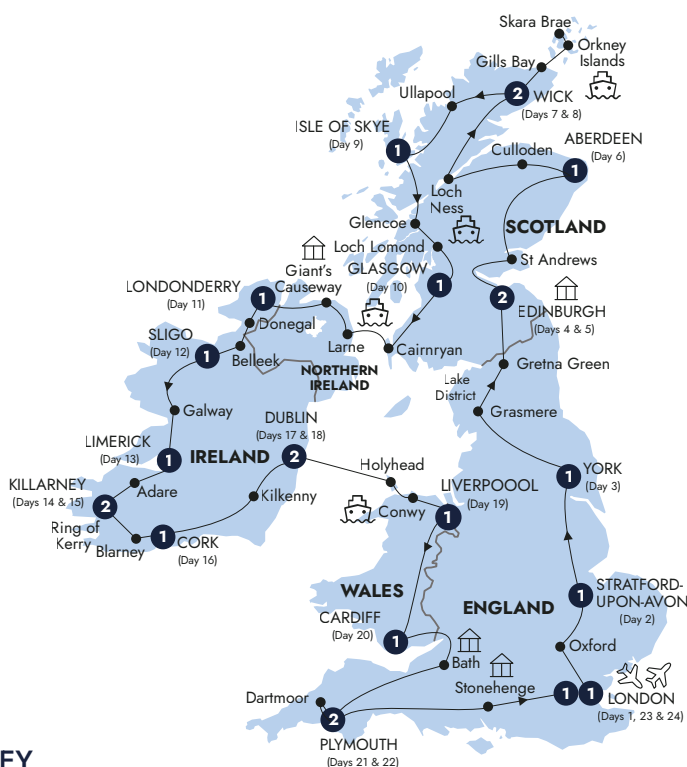 Skara Brae
Orkney
Islands
Gills Bay
Ullapool
2
WICK
(Days 7 & 8)
ISLE OF SKYE
(Day 9)
1
ABERDEEN
(Day 6)
Culloden
1
Loch
Ness
Glencoe
SCOTLAND
Loch Lomond
St Andrews
GLASGOW
(Day 10)
1
Giant's
Causeway
LONDONDERRY
(Day 11)
1
2
EDINBURGH
(Days 4 & 5)
Donegal
SLIGO
(Day 12)
1
Belleek
Larne
Cairnryan
NORTHERN
IRELAND
Gretna Green
Lake
District
Grasmere
Galway
DUBLIN
(Days 17 & 18)
2
LIMERICK
(Day 13)
1
IRELAND
Holyhead
YORK
(Day 3)
1
KILLARNEY
(Days 14 & 15)
2
Adare
Kilkenny
Conwy
LIVERPOOOL
(Day 19)
1
Ring of
Kerry
Blarney
1
CORK
(Day 16)
WALES
ENGLAND
STRATFORD-
UPON-AVON
(Day 2)
1
CARDIFF
(Day 20)
1
Oxford
Bath
Stonehenge
1
1
LONDON
(Days 1, 23 & 24)
Dartmoor
2
PLYMOUTH
(Days 21 & 22)
EY